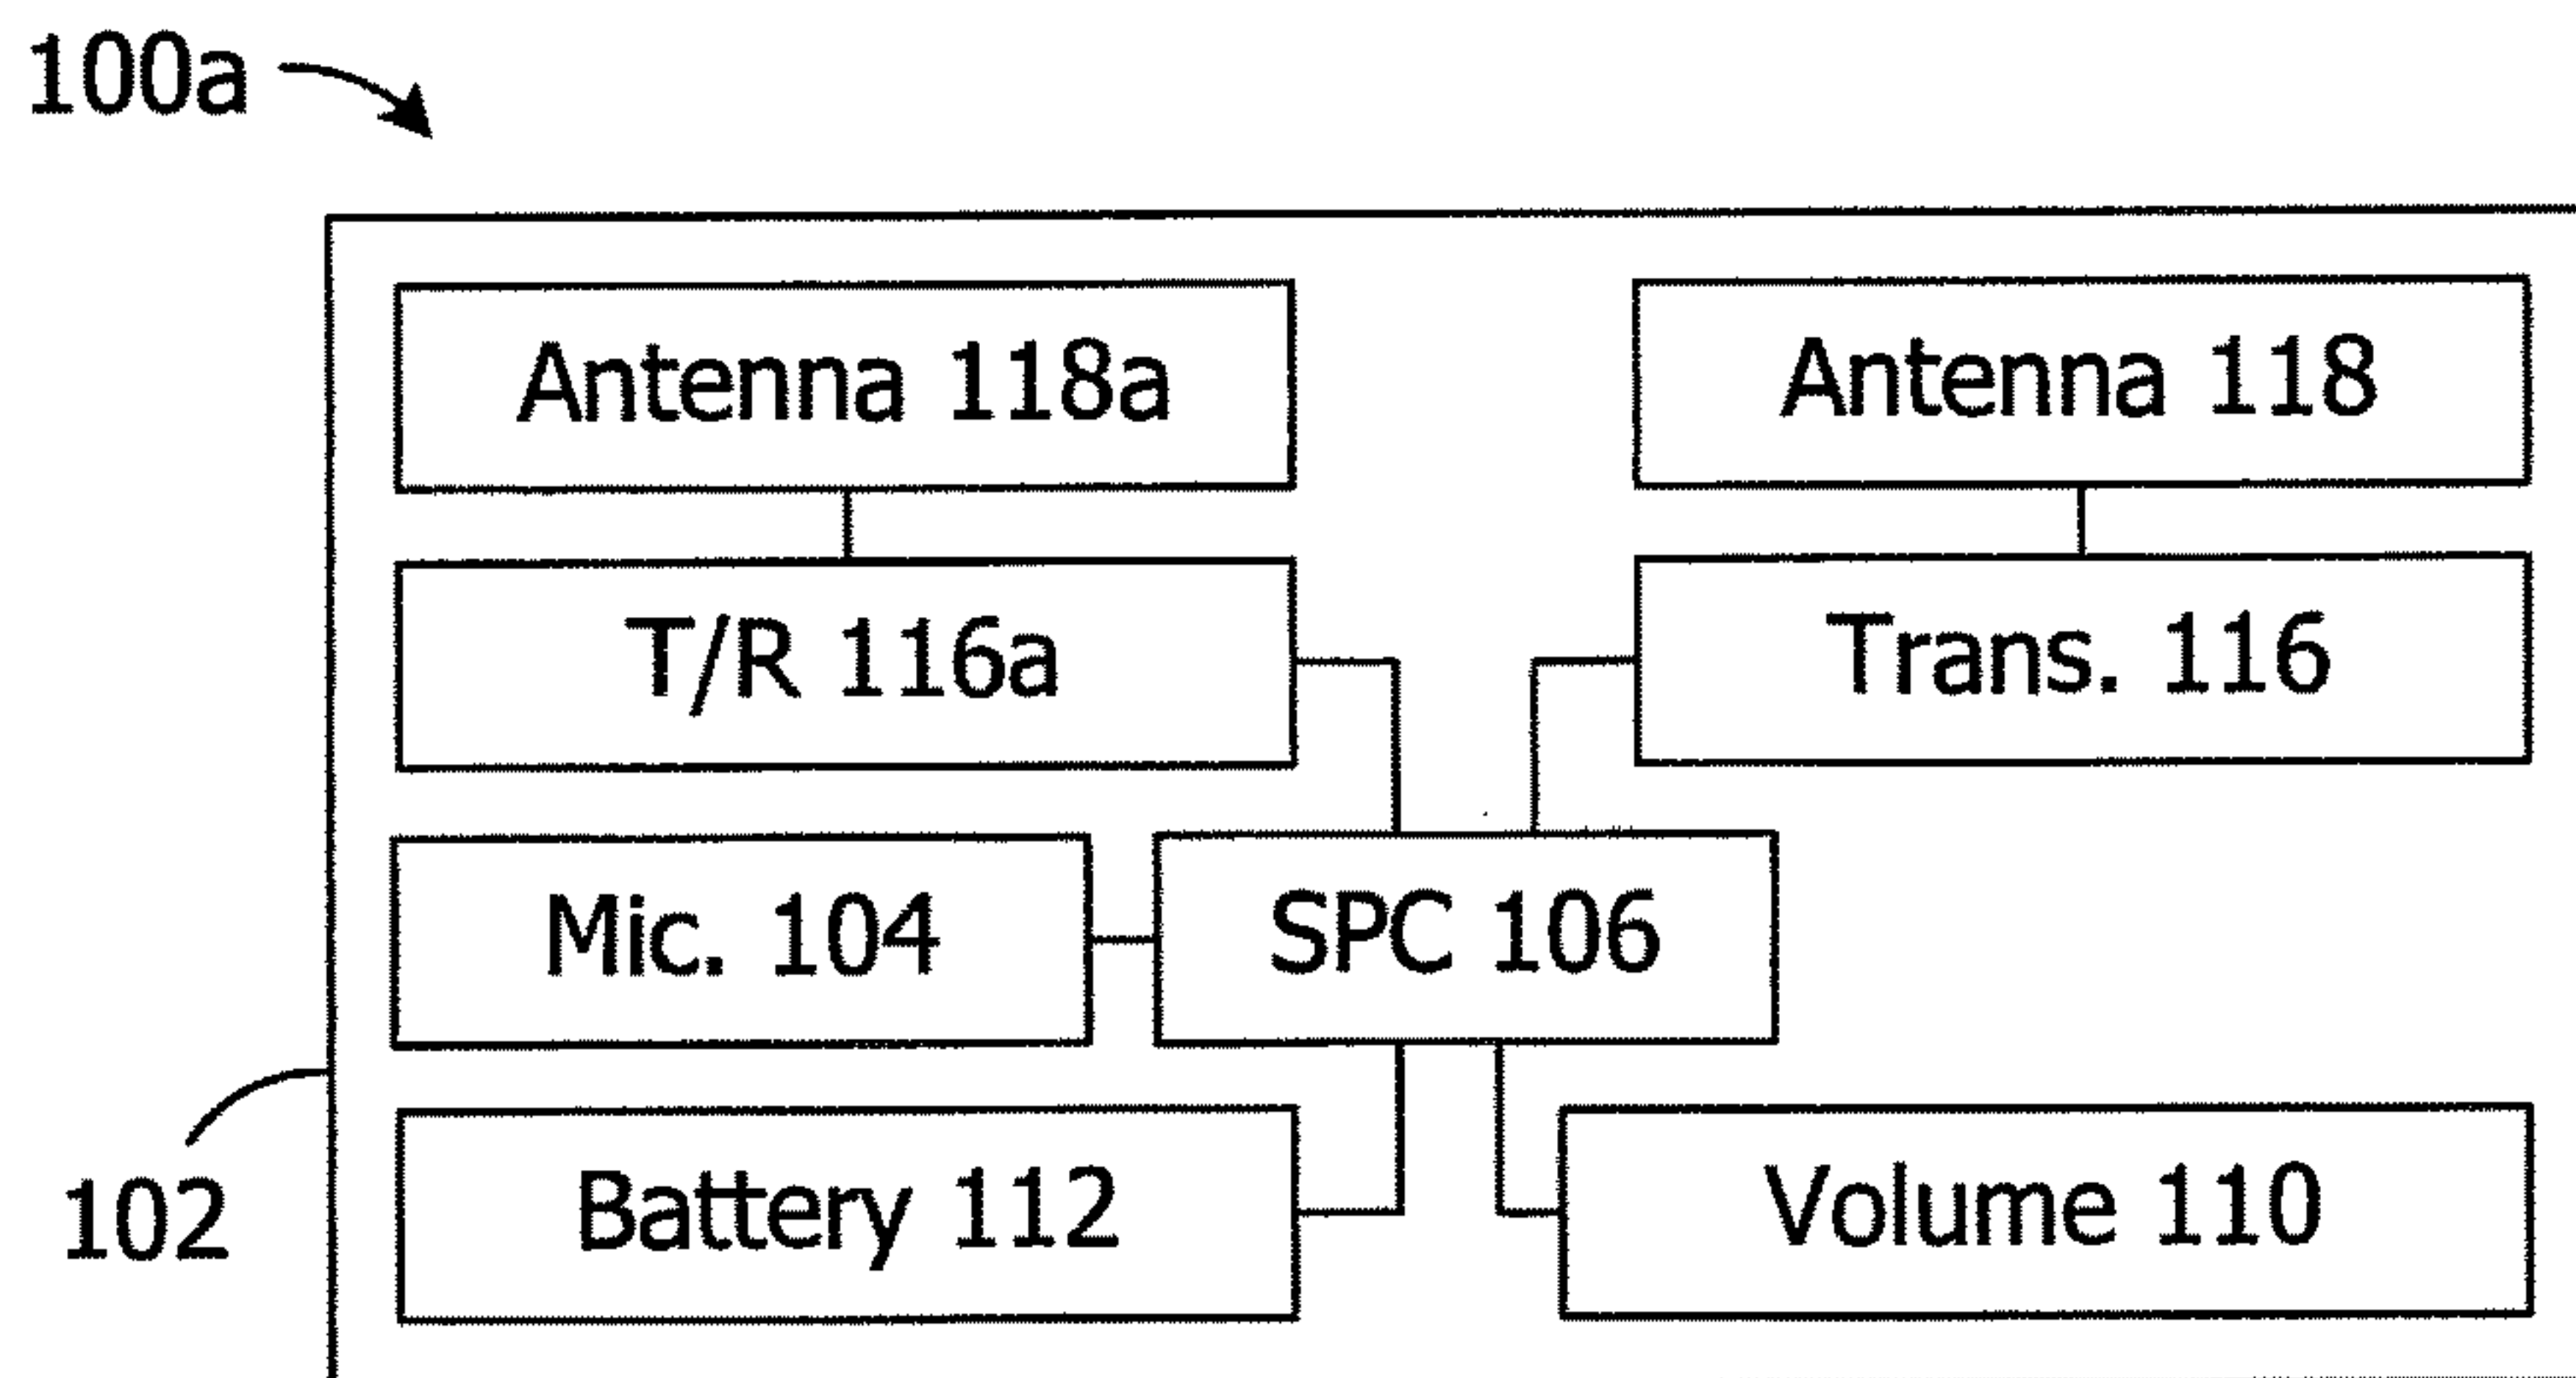 100a
Antenna 118a
Antenna 118
T/R 116a
Trans. 116
Mic. 104
SPC 106
102
Battery 112
Volume 110